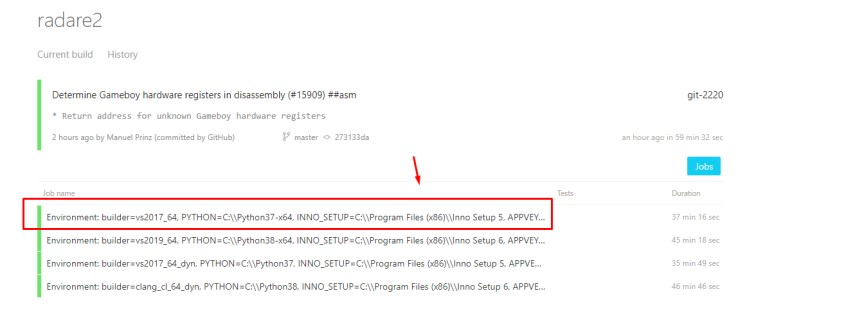 radare2
Current build History
Determine Gameboy hardware registers in disassembly (#15909) ##asm git-2220
* Return address for unknown Gameboy hardware registers
2 hours ago by Manuel Prinz (committed by GitHub) master 273133da an hour ago in 59 min 32 sec
Jobs
Job name Tests Duration
Environment: builder=vs2017_64, PYTHON=C:\\Python37-x64, INNO_SETUP=C:\\Program Files (x86)\\Inno Setup 5, APPVEY... 37 min 16 sec
Environment: builder=vs2019_64, PYTHON=C:\\Python38-x64, INNO_SETUP=C:\\Program Files (x86)\\Inno Setup 6, APPVEY... 45 min 18 sec
Environment: builder=vs2017_64_dyn, PYTHON=C:\\Python37, INNO_SETUP=C:\\Program Files (x86)\\Inno Setup 5, APPVE... 35 min 49 sec
Environment: builder=clang_cl_64_dyn, PYTHON=C:\\Python38, INNO_SETUP=C:\\Program Files (x86)\\Inno Setup 6, APPVE... 46 min 46 sec